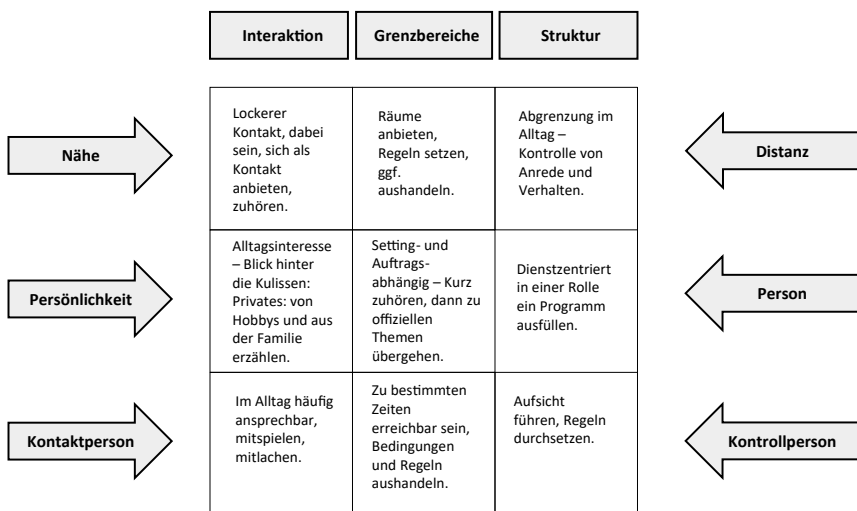 Interaktion
Grenzbereiche
Struktur
Nähe
Lockerer
Kontakt, dabei
sein, sich als
Kontakt
anbieten,
zuhören.
Räume
anbieten,
Regeln setzen,
ggf.
aushandeln.
Abgrenzung im
Alltag –
Kontrolle von
Anrede und
Verhalten.
Distanz
Persönlichkeit
Alltagsinteresse
– Blick hinter
die Kulissen:
Privates: von
Hobbys und aus
der Familie
erzählen.
Setting- und
Auftrags-
abhängig – Kurz
zuhören, dann zu
offiziellen
Themen
übergehen.
Dienstzentriert
in einer Rolle
ein Programm
ausfüllen.
Person
Kontaktperson
Im Alltag häufig
ansprechbar,
mitspielen,
mitlachen.
Zu bestimmten
Zeiten
erreichbar sein,
Bedingungen
und Regeln
aushandeln.
Aufsicht
führen, Regeln
durchsetzen.
Kontrollperson